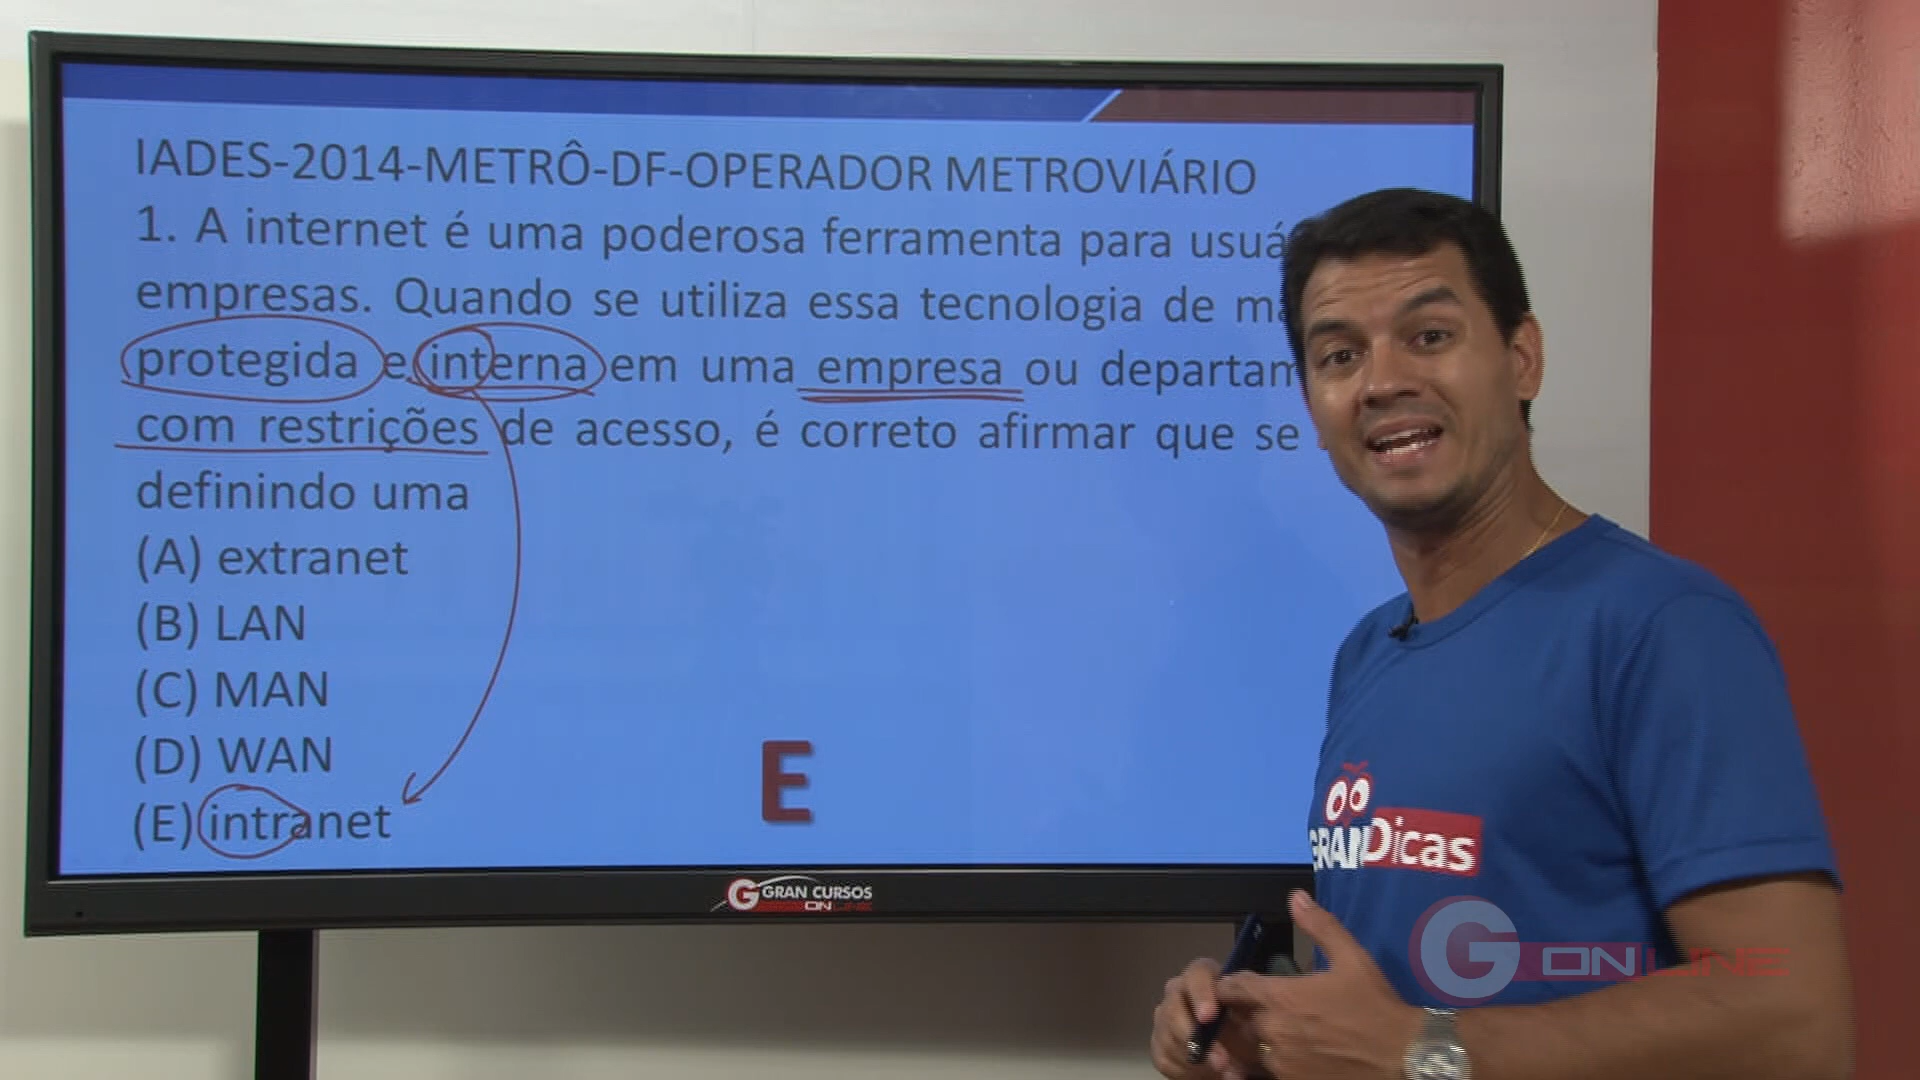 IADES-2014-METRÔ-DF-OPERADOR METROVIÁRIO
1. A internet é uma poderosa ferramenta para
empresas. Quando se utiliza essa tecnologia de
protegida e interna em uma empresa ou
com restrições de acesso, é correto afirmar que se
definindo uma
(A) extranet
(B) LAN
(C) MAN
(D) WAN
(E) intranet
E
GRAN CURSOS
ONLINE
GRANDicas
G ONLINE